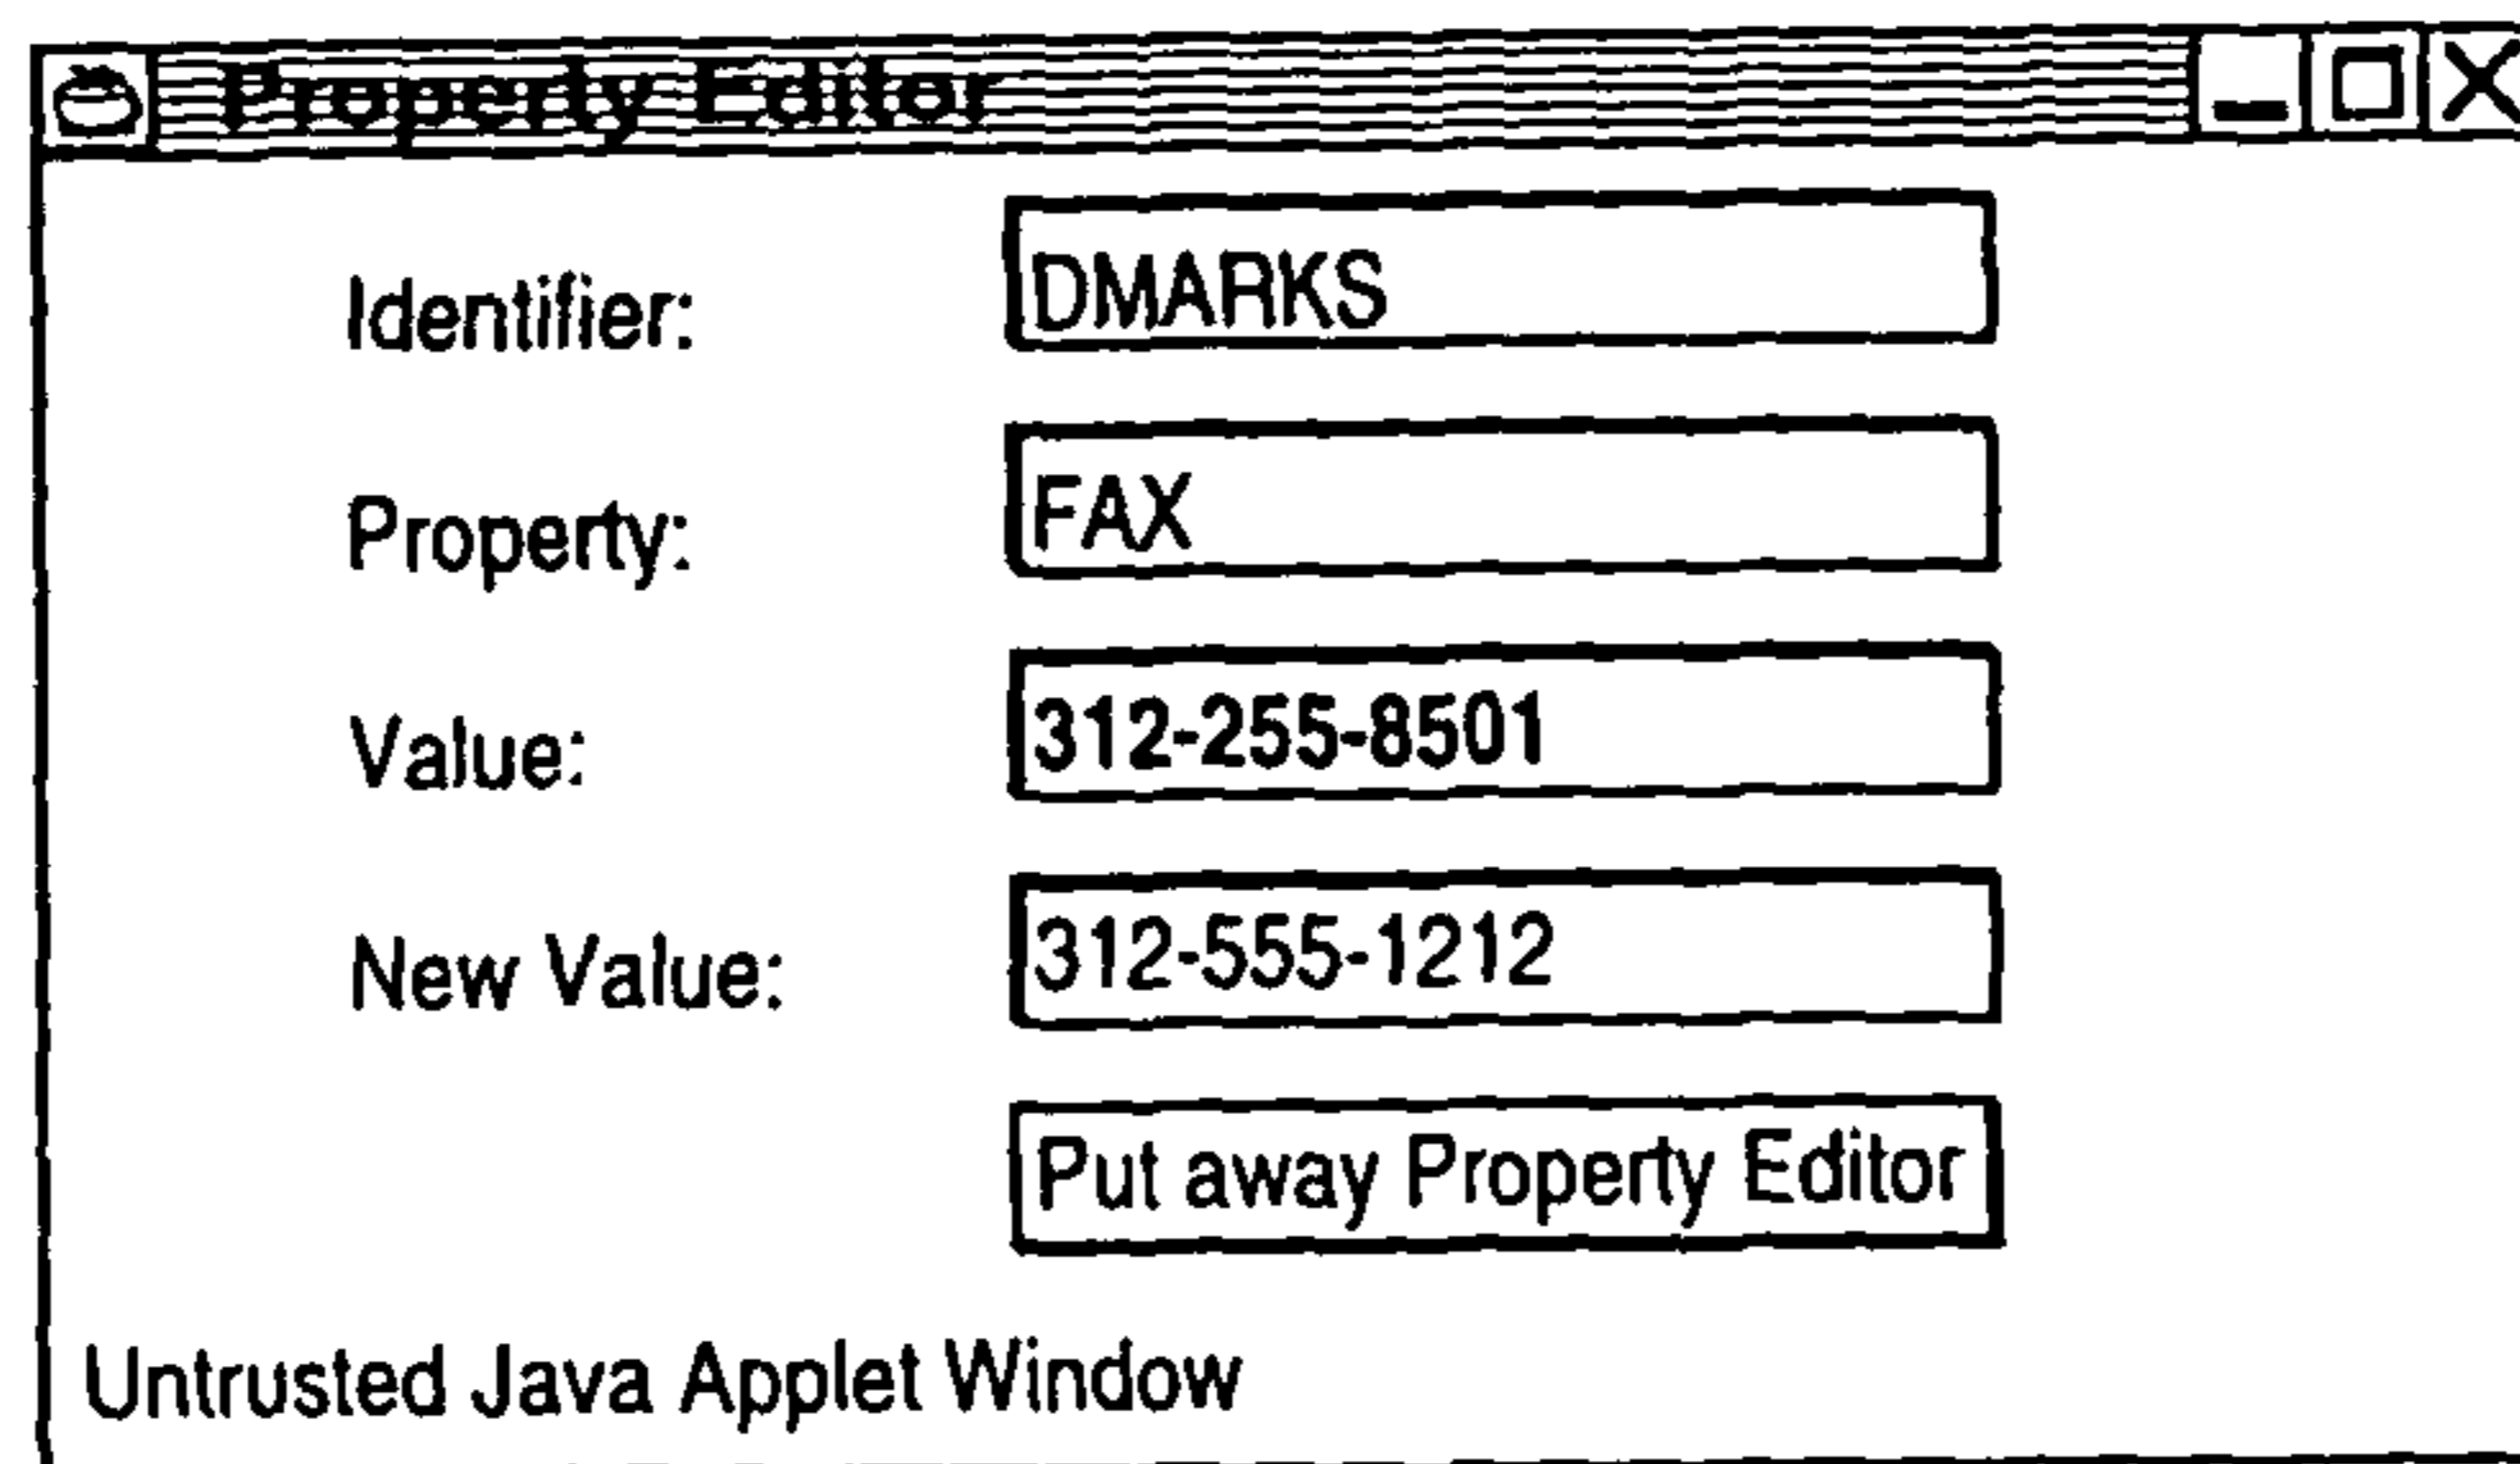 Property Editor
Identifier: DMARKS
Property: FAX
Value: 312-255-8501
New Value: 312-555-1212
Put away Property Editor
Untrusted Java Applet Window